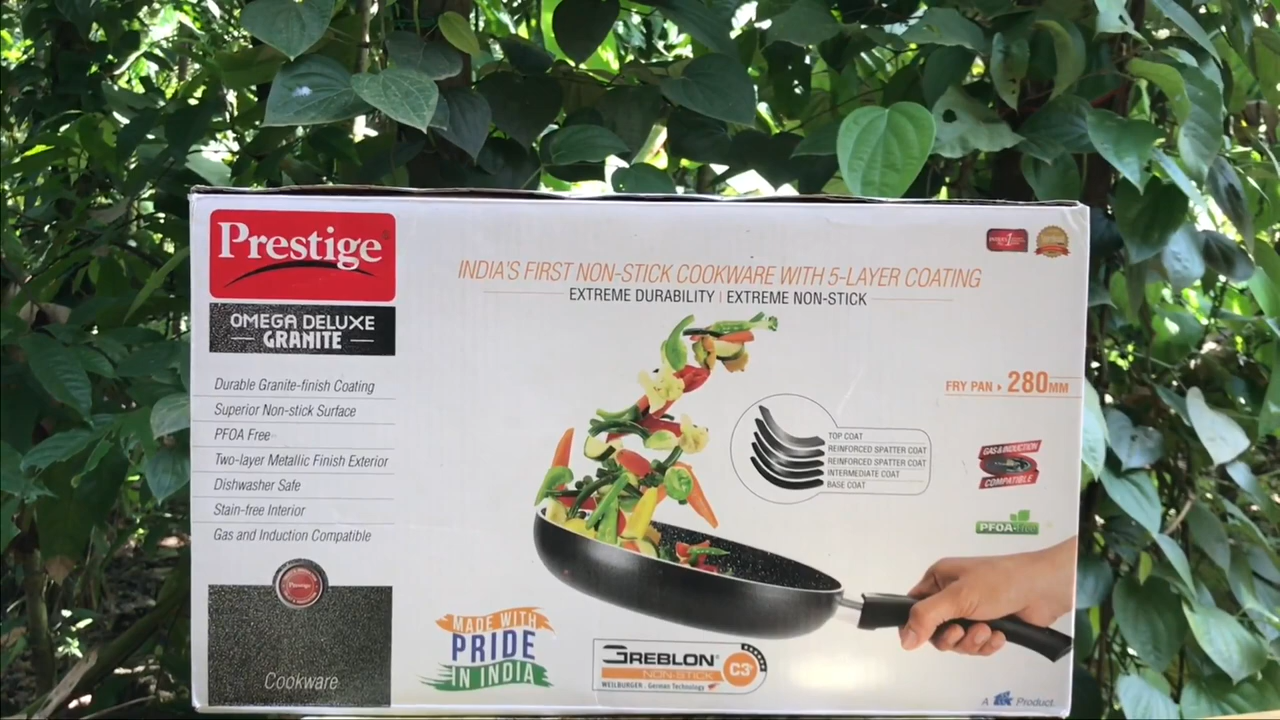 Prestige
OMEGA DELUXE
GRANITE
Durable Granite-finish Coating
Superior Non-stick Surface
PFOA Free
Two-layer Metallic Finish Exterior
Dishwasher Safe
Stain-free Interior
Gas and Induction Compatible
Prestige
Cookware
INDIA'S FIRST NON-STICK COOKWARE WITH 5-LAYER COATING
EXTREME DURABILITY | EXTREME NON-STICK
FRY PAN 280MM
TOP COAT
REINFORCED SPATTER COAT
REINFORCED SPATTER COAT
INTERMEDIATE COAT
BASE COAT
GAS & INDUCTION
COMPATIBLE
PFOA-free
MADE WITH
PRIDE
IN INDIA
GREBLON®
NON-STICK
C3
WEILBURGER - German Technology
A ttk Product.